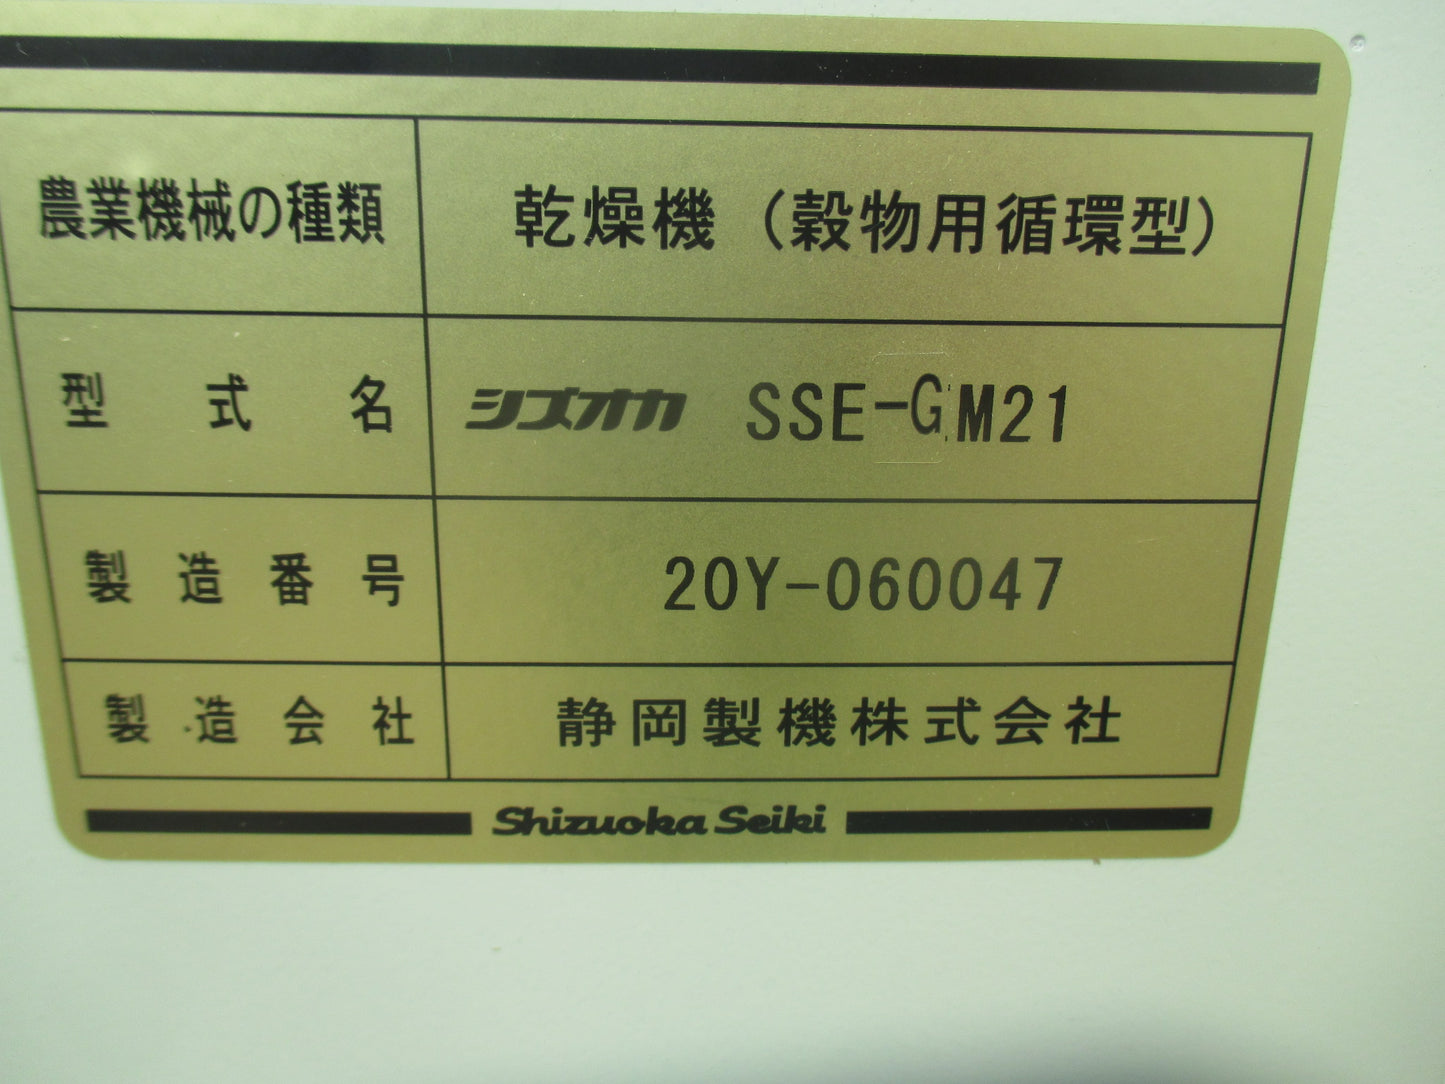 農業機械の種類 乾燥機（穀物用循環型）
型式名 シズオカ SSE-GM21
製造番号 20Y-060047
製造会社 静岡製機株式会社
Shizuoka Seiki